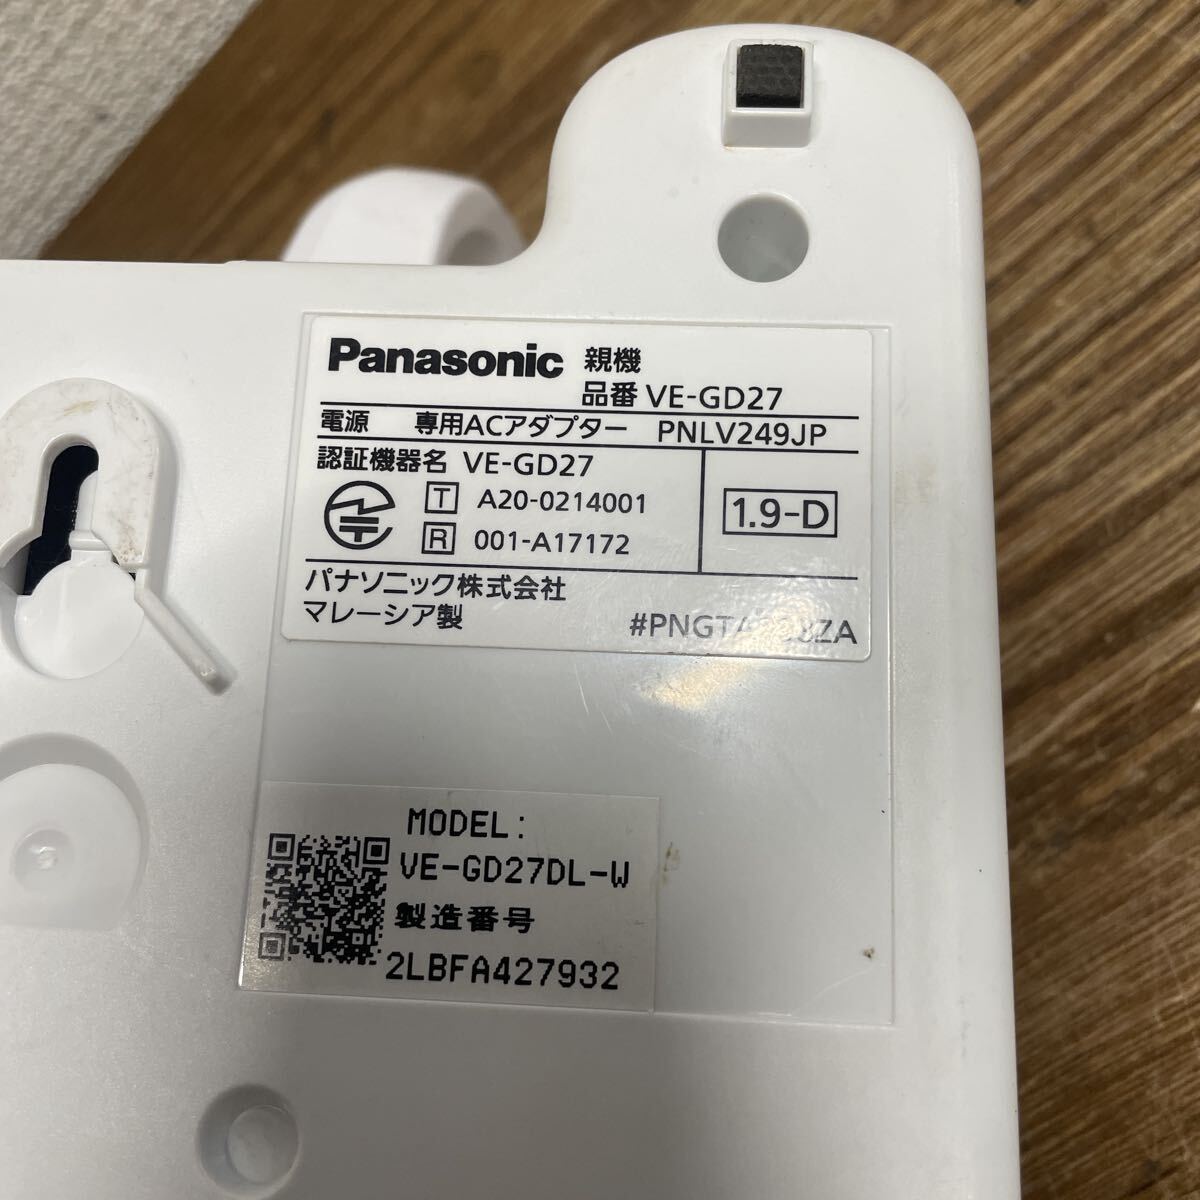 Panasonic 親機
品番 VE-GD27
電源 専用ACアダプター PNLV249JP
認証機器名 VE-GD27
T A20-0214001
R 001-A17172
1.9-D
パナソニック株式会社
マレーシア製
MODEL:
VE-GD27DL-W
製造番号
2LBFA427932